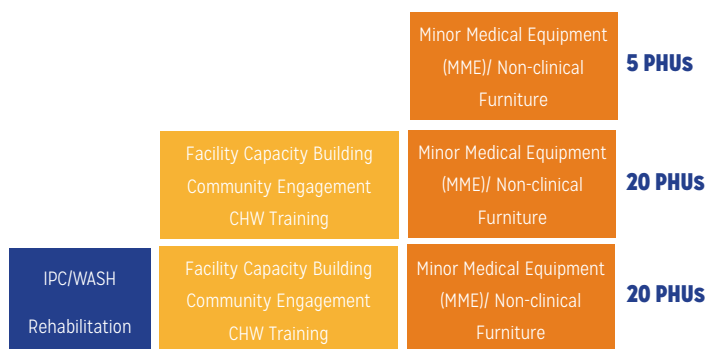 Minor Medical Equipment
(MME)/ Non-clinical
Furniture
5 PHUs
Facility Capacity Building
Community Engagement
CHW Training
Minor Medical Equipment
(MME)/ Non-clinical
Furniture
20 PHUs
IPC/WASH
Rehabilitation
Facility Capacity Building
Community Engagement
CHW Training
Minor Medical Equipment
(MME)/ Non-clinical
Furniture
20 PHUs